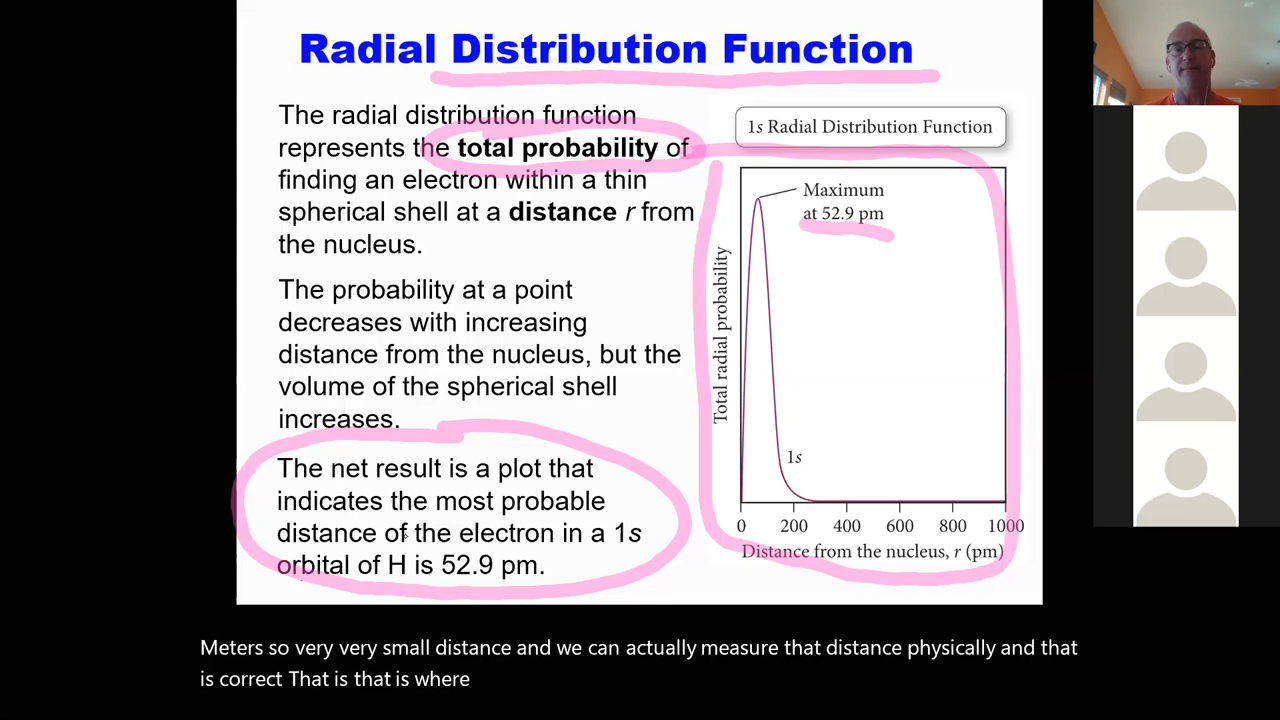 Radial Distribution Function
The radial distribution function
represents the total probability of
finding an electron within a thin
spherical shell at a distance r from
the nucleus.
The probability at a point
decreases with increasing
distance from the nucleus, but the
volume of the spherical shell
increases.
The net result is a plot that
indicates the most probable
distance of the electron in a 1s
orbital of H is 52.9 pm.
1s Radial Distribution Function
Maximum
at 52.9 pm
Total radial probability
1s
0 200 400 600 800 1000
Distance from the nucleus, r (pm)
Meters so very very small distance and we can actually measure that distance physically and that
is correct That is that is where